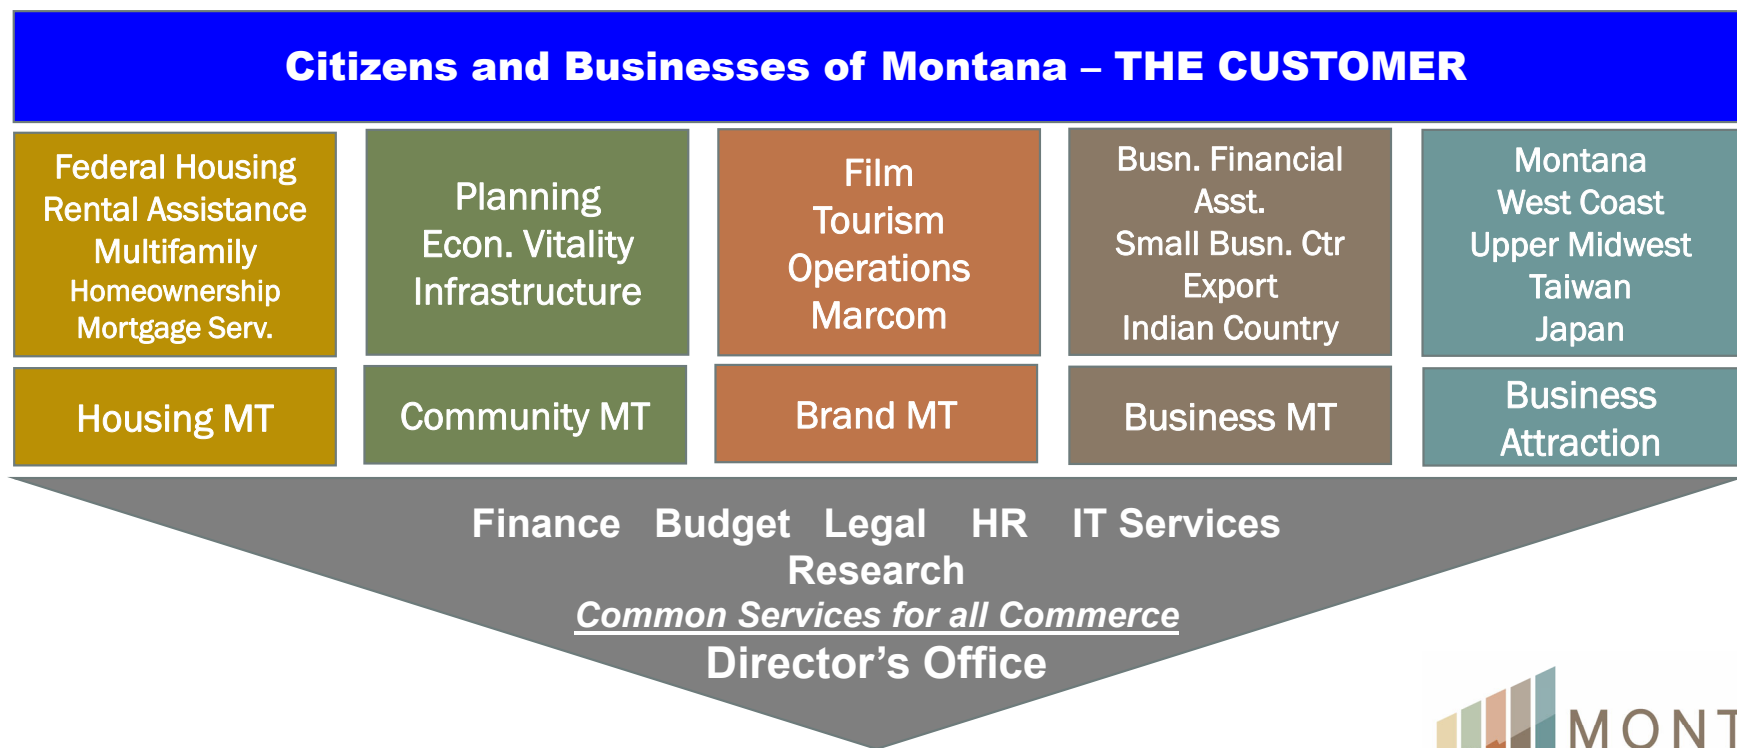 Citizens and Businesses of Montana – THE CUSTOMER
Federal Housing
Rental Assistance
Multifamily
Homeownership
Mortgage Serv.
Planning
Econ. Vitality
Infrastructure
Film
Tourism
Operations
Marcom
Busn. Financial
Asst.
Small Busn. Ctr
Export
Indian Country
Montana
West Coast
Upper Midwest
Taiwan
Japan
Housing MT
Community MT
Brand MT
Business MT
Business
Attraction
Finance Budget Legal HR IT Services
Research
Common Services for all Commerce
Director’s Office
MONT